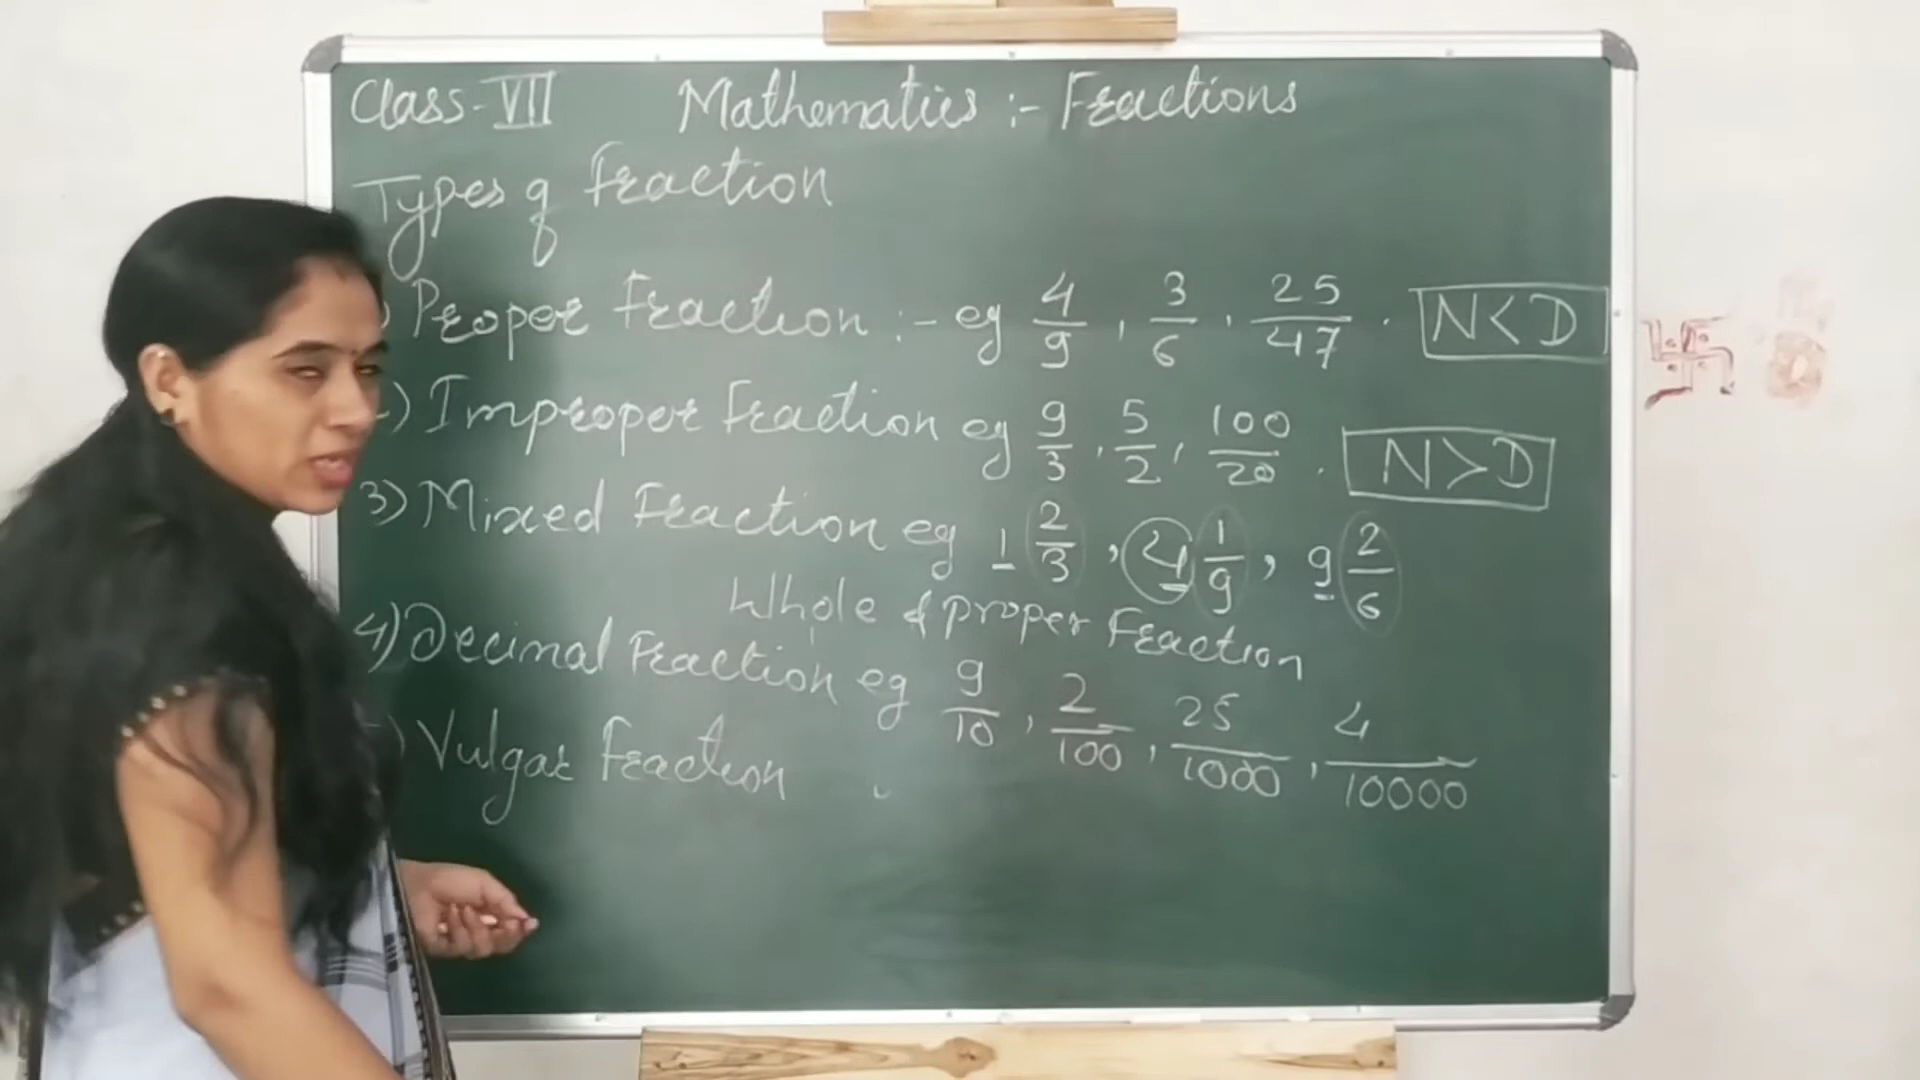 Class-VII Mathematics :- Fractions
Types of Fraction
) Proper Fraction :- eg 4/9 , 3/6 , 25/47 . N<D
) Improper Fraction eg 9/3 , 5/2 , 100/20 . N>D
3) Mixed Fraction eg 1 2/3 , 4 1/9 , 9 2/6
Whole & proper Fraction
4) Decimal Fraction eg 9/10 , 2/100 , 25/1000 , 4/10000
) Vulgar Fraction